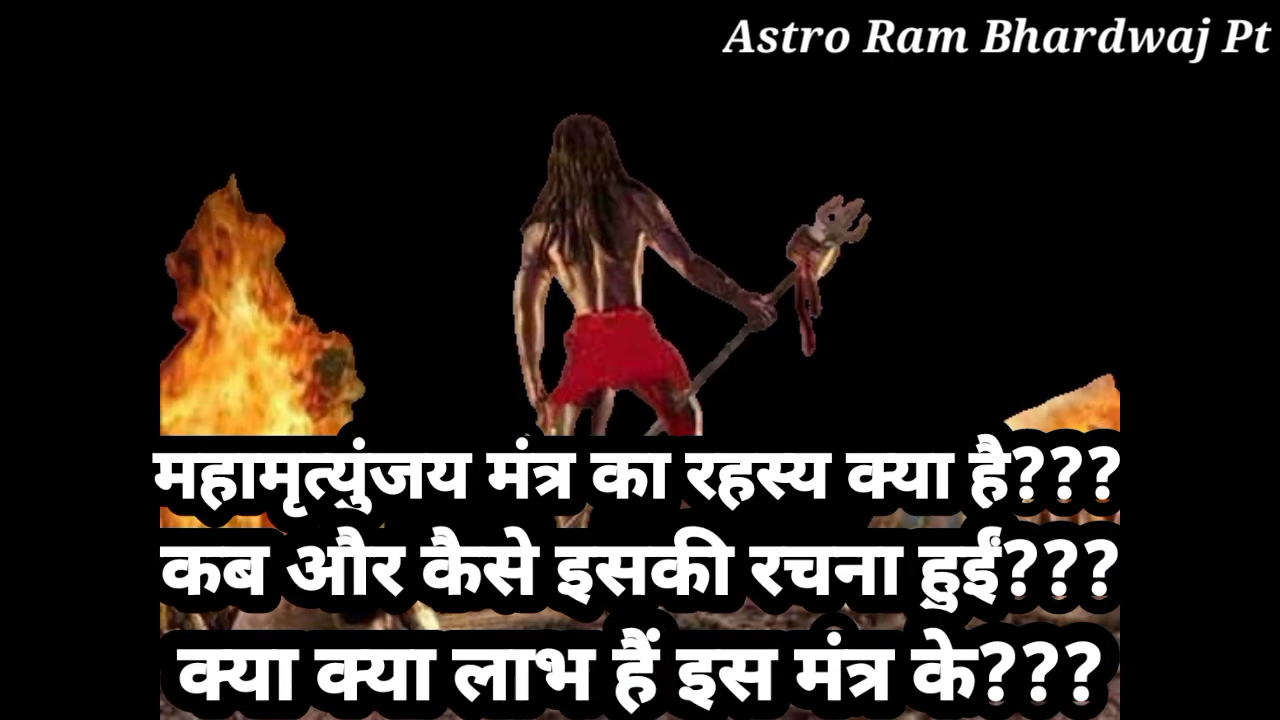 Astro Ram Bhardwaj Pt
महामृत्युंजय मंत्र का रहस्य क्या है???
कब और कैसे इसकी रचना हुईं???
क्या क्या लाभ हैं इस मंत्र के???